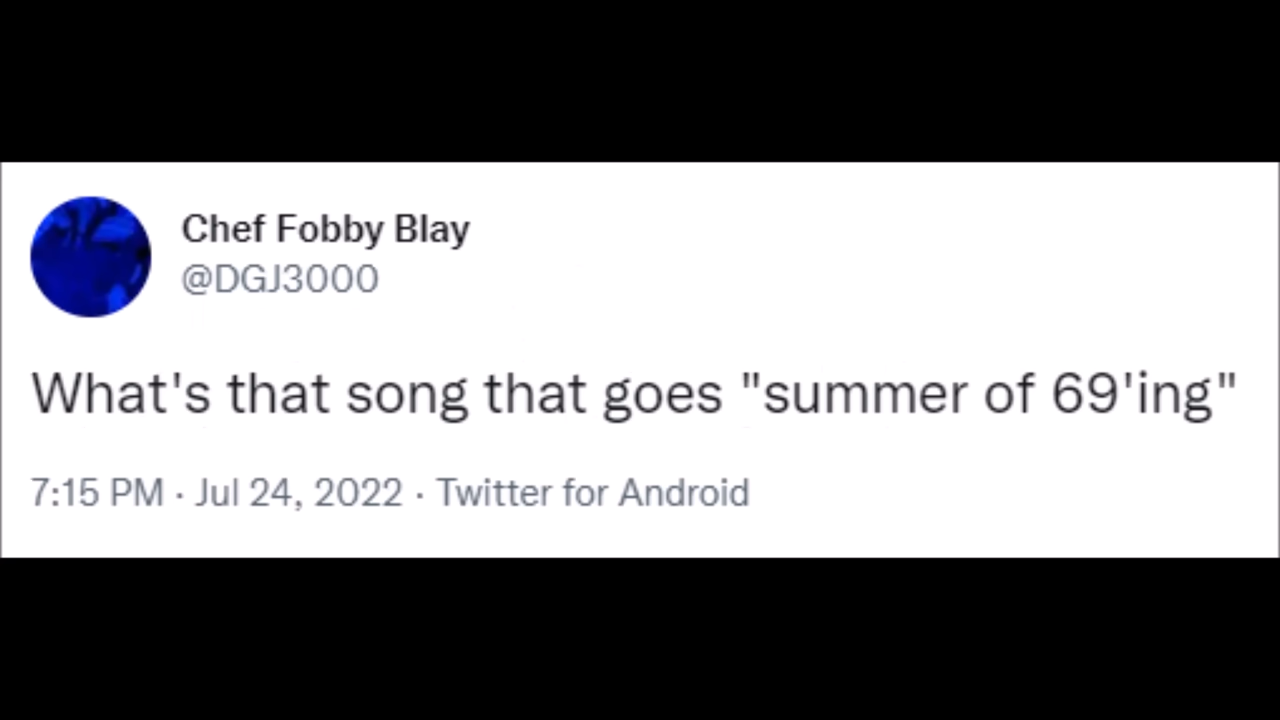 Chef Fobby Blay
@DGJ3000
What's that song that goes "summer of 69'ing"
7:15 PM · Jul 24, 2022 · Twitter for Android